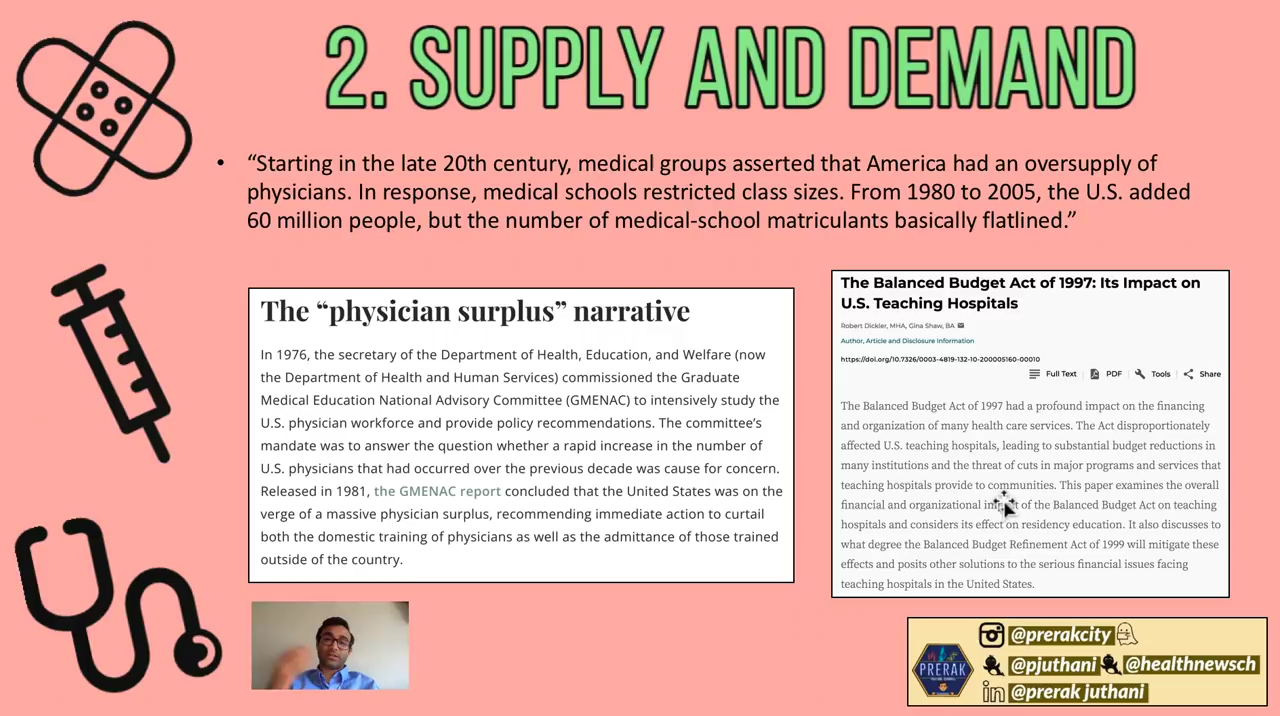 2. SUPPLY AND DEMAND
• “Starting in the late 20th century, medical groups asserted that America had an oversupply of
physicians. In response, medical schools restricted class sizes. From 1980 to 2005, the U.S. added
60 million people, but the number of medical-school matriculants basically flatlined.”
The “physician surplus” narrative
In 1976, the secretary of the Department of Health, Education, and Welfare (now
the Department of Health and Human Services) commissioned the Graduate
Medical Education National Advisory Committee (GMENAC) to intensively study the
U.S. physician workforce and provide policy recommendations. The committee’s
mandate was to answer the question whether a rapid increase in the number of
U.S. physicians that had occurred over the previous decade was cause for concern.
Released in 1981, the GMENAC report concluded that the United States was on the
verge of a massive physician surplus, recommending immediate action to curtail
both the domestic training of physicians as well as the admittance of those trained
outside of the country.
The Balanced Budget Act of 1997: Its Impact on
U.S. Teaching Hospitals
Robert Dickler, MHA, Gina Shaw, BA
Author, Article and Disclosure Information
https://doi.org/10.7326/0003-4819-132-10-200005160-00010
Full Text | PDF | Tools | Share
The Balanced Budget Act of 1997 had a profound impact on the financing
and organization of many health care services. The Act disproportionately
affected U.S. teaching hospitals, leading to substantial budget reductions in
many institutions and the threat of cuts in major programs and services that
teaching hospitals provide to communities. This paper examines the overall
financial and organizational impact of the Balanced Budget Act on teaching
hospitals and considers its effect on residency education. It also discusses to
what degree the Balanced Budget Refinement Act of 1999 will mitigate these
effects and posits other solutions to the serious financial issues facing
teaching hospitals in the United States.
PRERAK
@prerakcity
@pjuthani @healthnewsch
in @prerak juthani